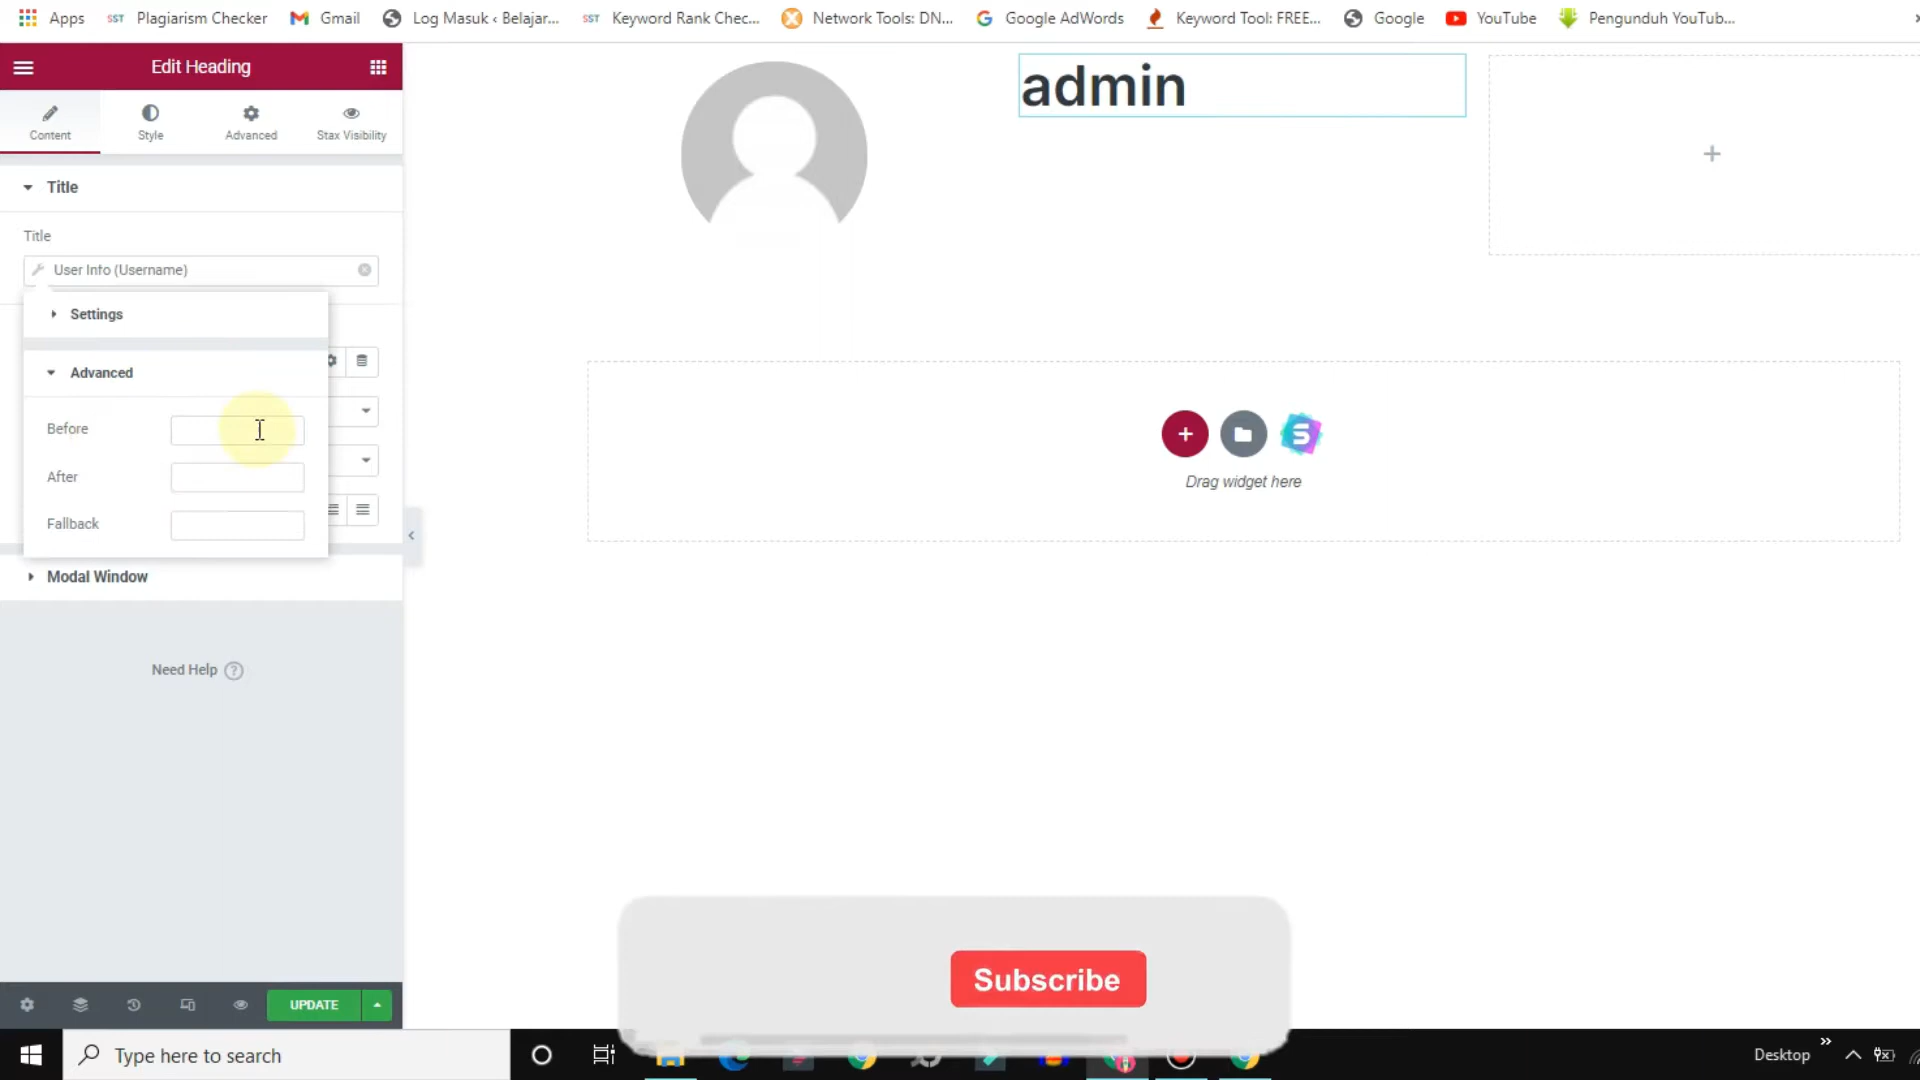 Apps
SST Plagiarism Checker
Gmail
Log Masuk ‹ Belajar...
SST Keyword Rank Chec...
Network Tools: DN...
Google AdWords
Keyword Tool: FREE...
Google
YouTube
Pengunduh YouTub...
Edit Heading
Content
Style
Advanced
Stax Visibility
Title
Title
User Info (Username)
Settings
Advanced
Before
After
Fallback
Modal Window
Need Help ?
UPDATE
admin
Drag widget here
Subscribe
Type here to search
Desktop